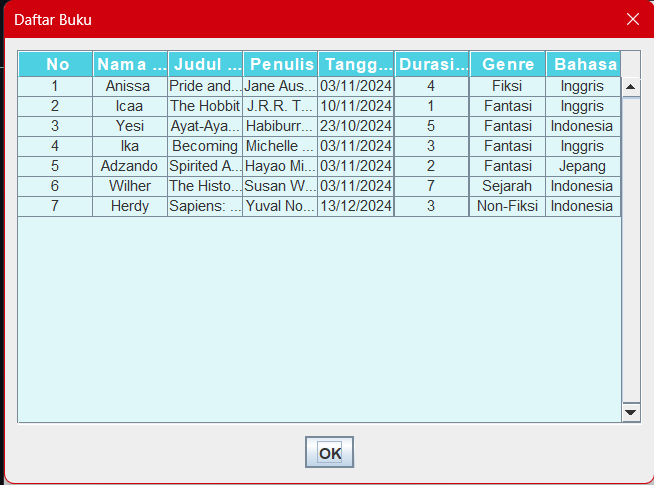 Daftar Buku
No Nama ... Judul ... Penulis Tangg... Durasi... Genre Bahasa
1 Anissa Pride and... Jane Aus... 03/11/2024 4 Fiksi Inggris
2 Icaa The Hobbit J.R.R. T... 10/11/2024 1 Fantasi Inggris
3 Yesi Ayat-Aya... Habiburr... 23/10/2024 5 Fantasi Indonesia
4 Ika Becoming Michelle ... 03/11/2024 3 Fantasi Inggris
5 Adzando Spirited A... Hayao Mi... 03/11/2024 2 Fantasi Jepang
6 Wilher The Histo... Susan W... 03/11/2024 7 Sejarah Indonesia
7 Herdy Sapiens: ... Yuval No... 13/12/2024 3 Non-Fiksi Indonesia
OK